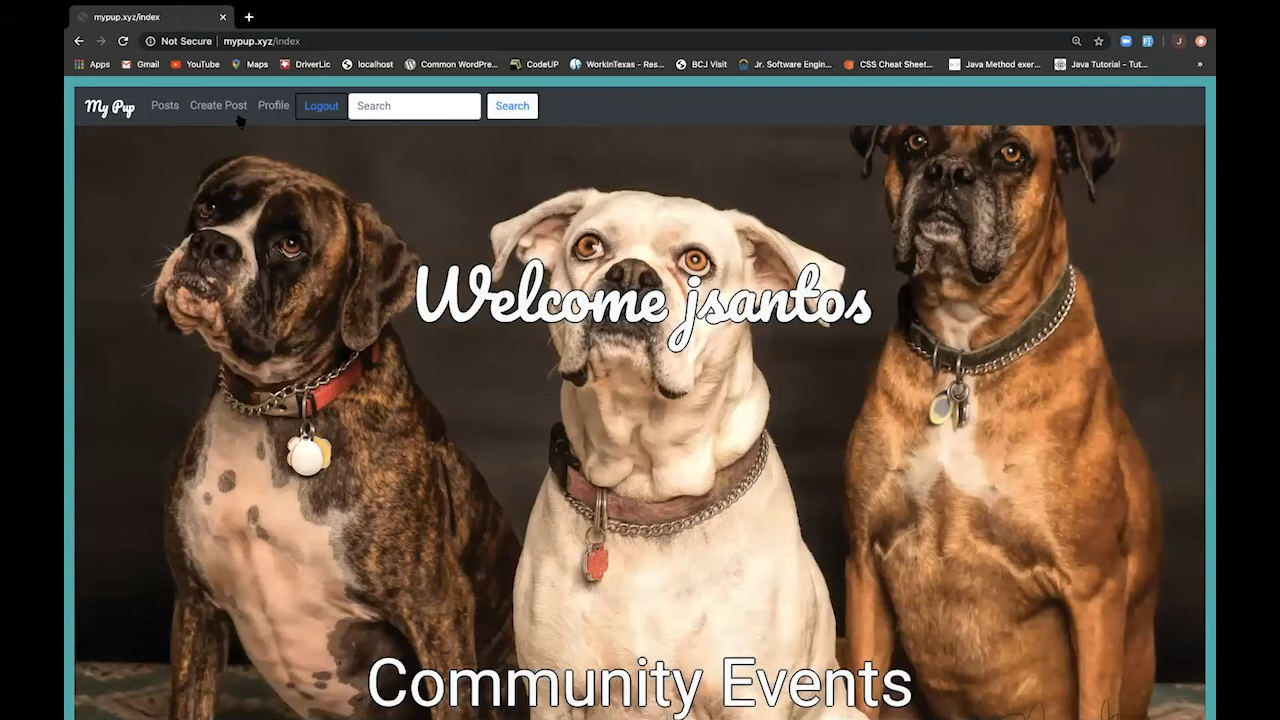 mypup.xyz/index
Not Secure mypup.xyz/index
Apps Gmail YouTube Maps DriverLic localhost Common WordPre... CodeUP WorkInTexas - Res... BCJ Visit Jr. Software Engin... CSS Cheat Sheet... Java Method exer... Java Tutorial - Tut... »
My Pup Posts Create Post Profile Logout Search Search
Welcome jsantos
Community Events